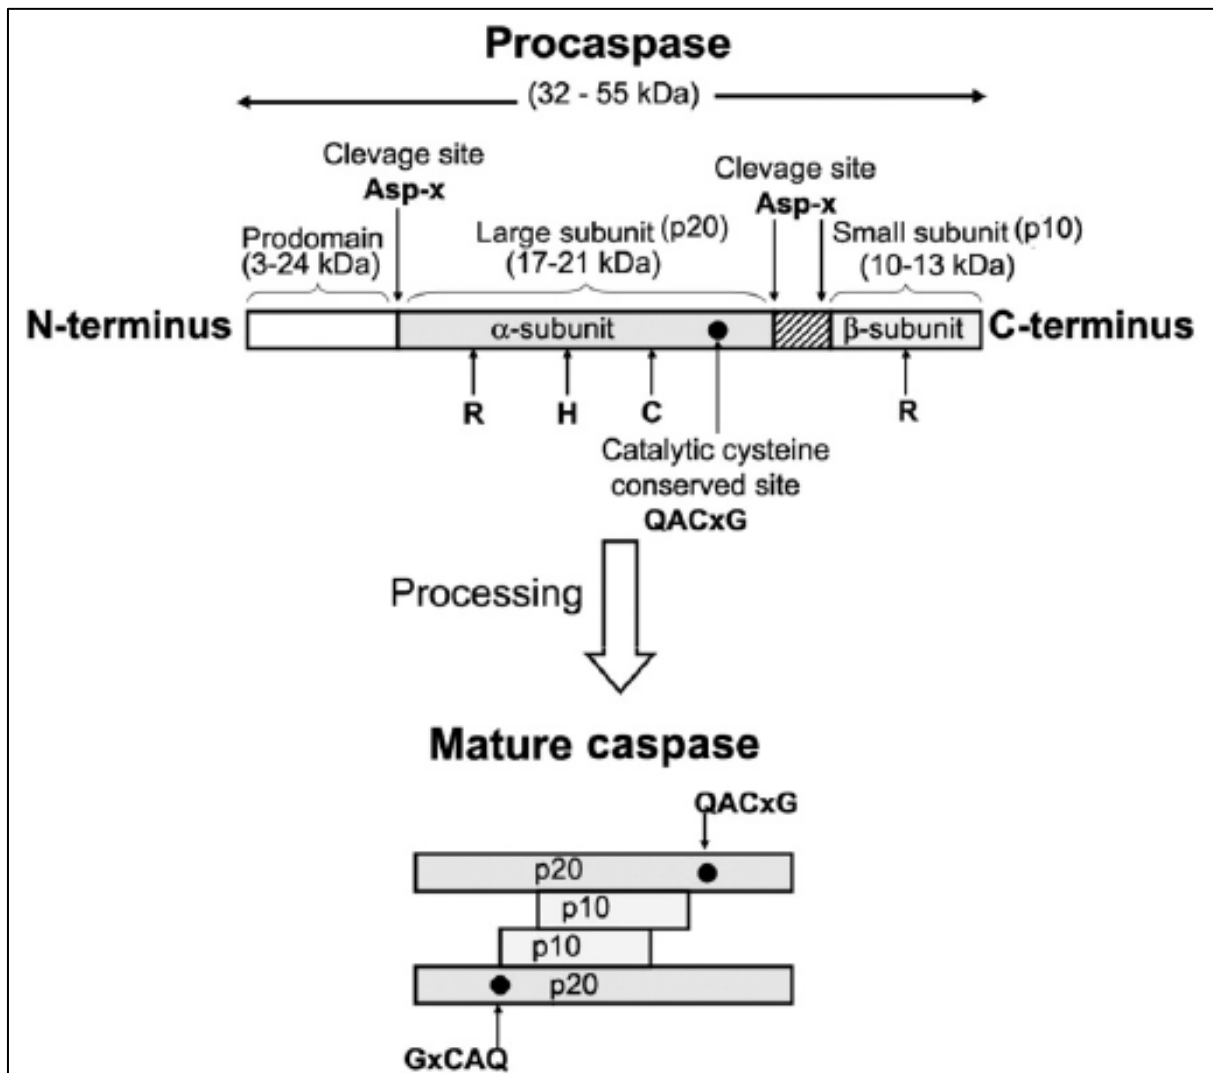 Procaspase
(32 - 55 kDa)
Clevage site
Asp-x
Clevage site
Asp-x
Prodomain
(3-24 kDa)
Large subunit (p20)
(17-21 kDa)
Small subunit (p10)
(10-13 kDa)
N-terminus
α-subunit
β-subunit
C-terminus
R
H
C
R
Catalytic cysteine
conserved site
QACxG
Processing
Mature caspase
QACxG
p20
p10
p10
p20
GxCAQ